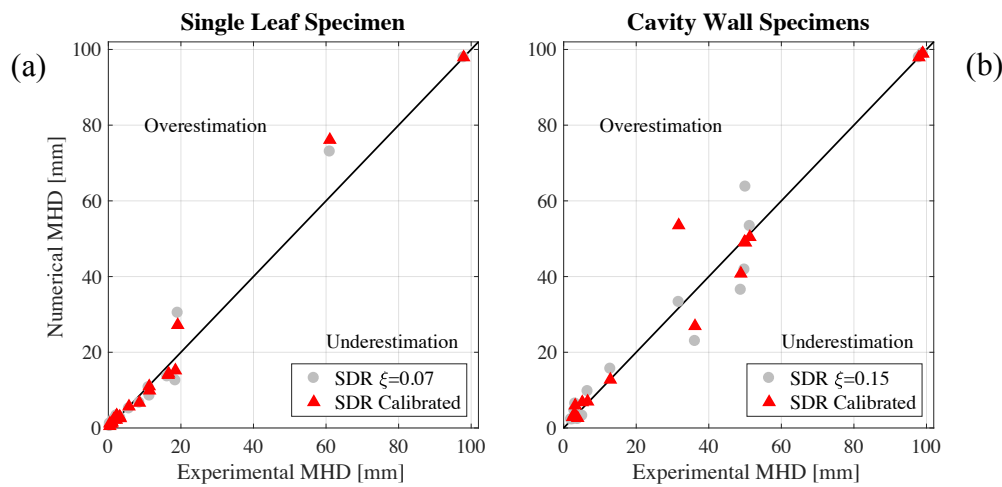 Single Leaf Specimen
(a)
Numerical MHD [mm]
100
80
60
40
20
0
Overestimation
Underestimation
SDR ξ=0.07
SDR Calibrated
0 20 40 60 80 100
Experimental MHD [mm]
Cavity Wall Specimens
(b)
100
80
60
40
20
0
Overestimation
Underestimation
SDR ξ=0.15
SDR Calibrated
0 20 40 60 80 100
Experimental MHD [mm]